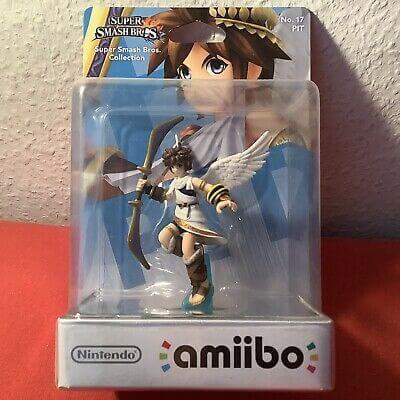 SUPER
SMASH BROS.
Super Smash Bros.
Collection
No. 17
PIT
Nintendo
amiibo